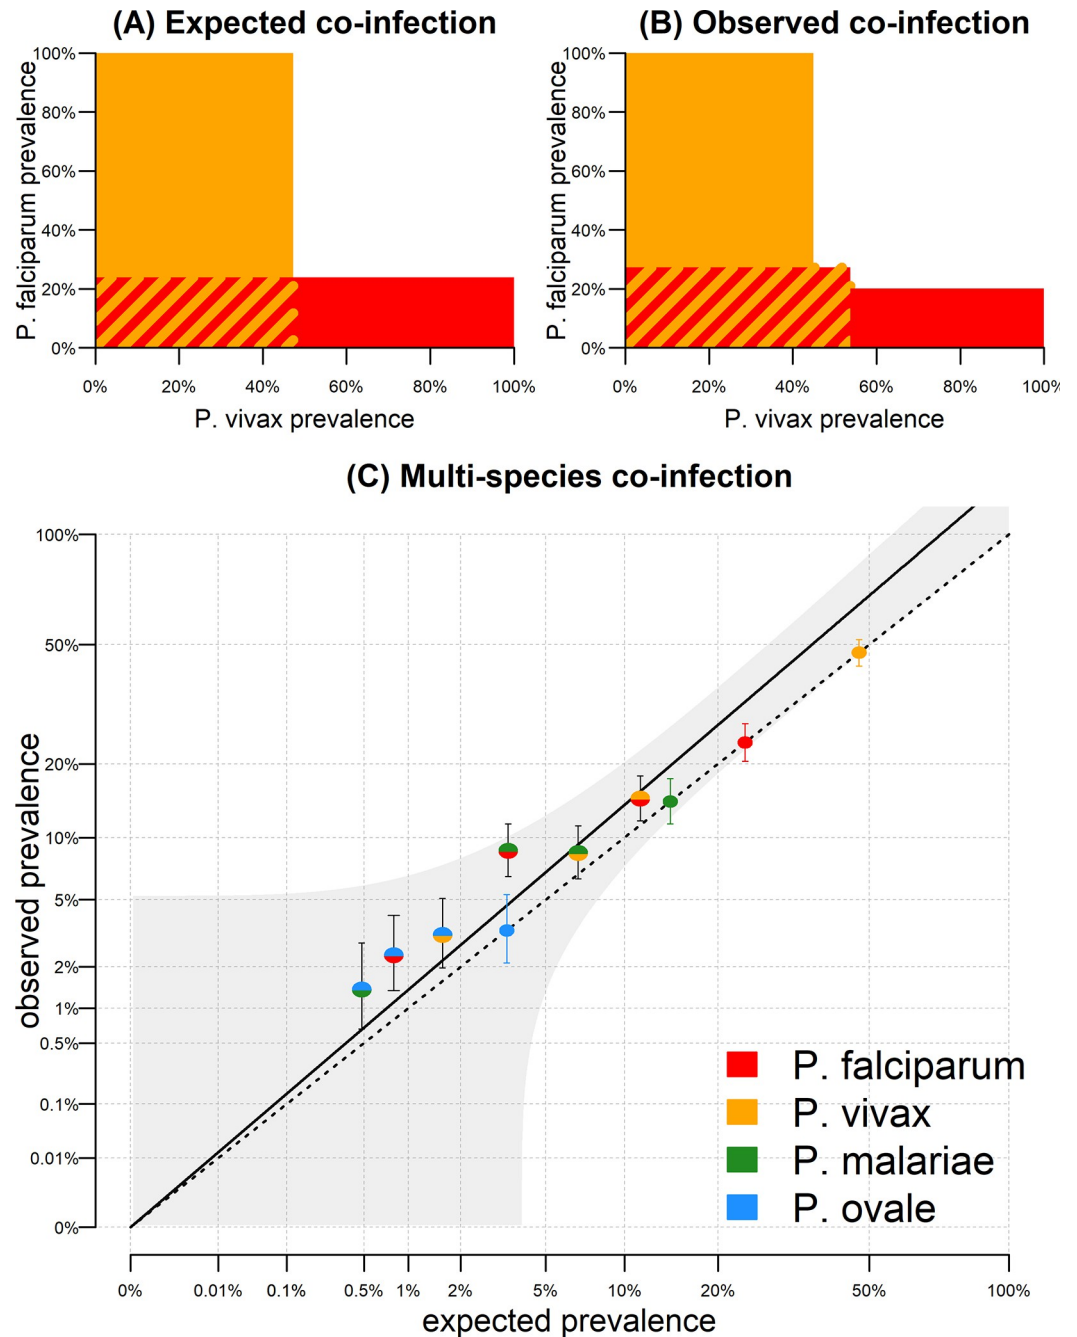 (A) Expected co-infection
P. falciparum prevalence
100%
80%
60%
40%
20%
0%
0% 20% 40% 60% 80% 100%
P. vivax prevalence
(B) Observed co-infection
P. falciparum prevalence
100%
80%
60%
40%
20%
0%
0% 20% 40% 60% 80% 100%
P. vivax prevalence
(C) Multi-species co-infection
observed prevalence
100%
50%
20%
10%
5%
2%
1%
0.5%
0.1%
0.01%
0%
P. falciparum
P. vivax
P. malariae
P. ovale
0% 0.01% 0.1% 0.5% 1% 2% 5% 10% 20% 50% 100%
expected prevalence